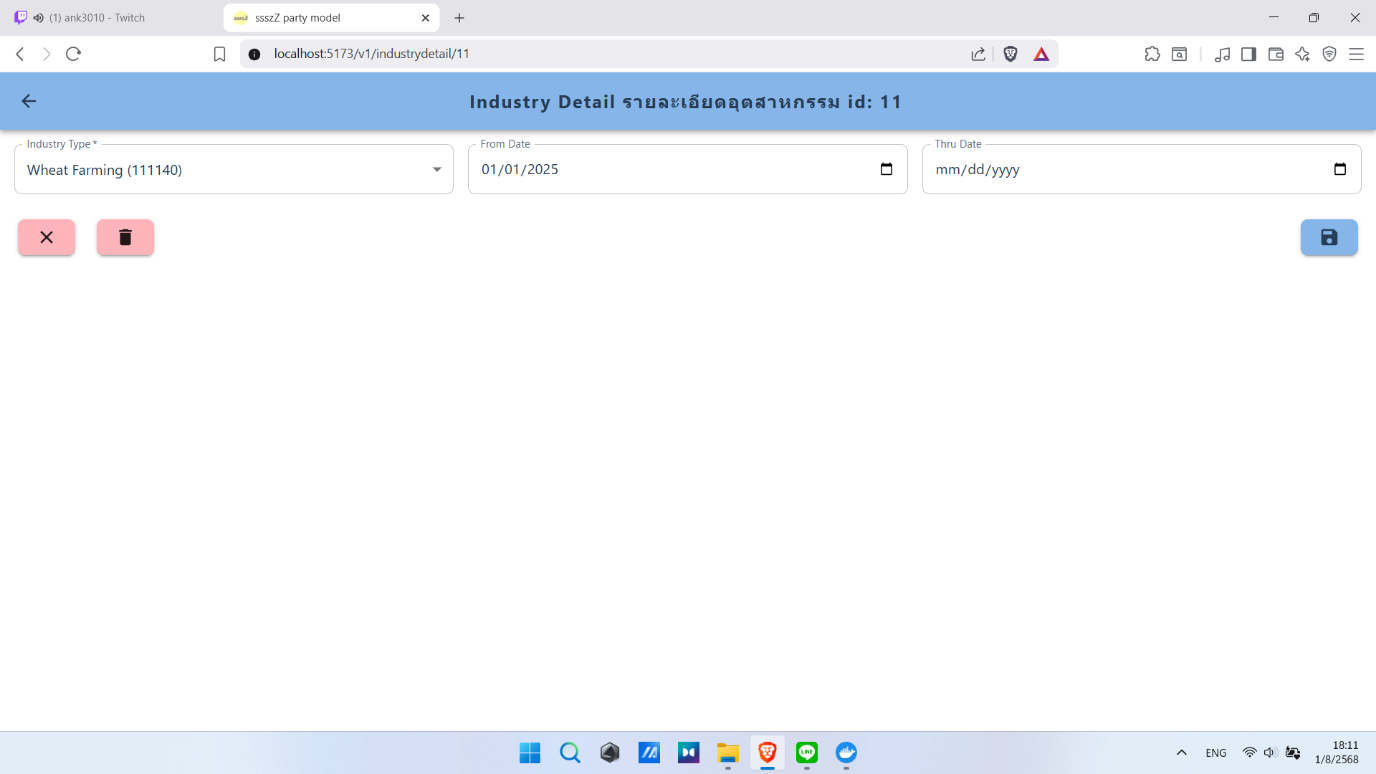 (1) ank3010 - Twitch
ssszZ party model
localhost:5173/v1/industrydetail/11
Industry Detail รายละเอียดอุตสาหกรรม id: 11
Industry Type *
From Date
Thru Date
Wheat Farming (111140)
01/01/2025
mm/dd/yyyy
LINE
ENG
18:11
1/8/2568